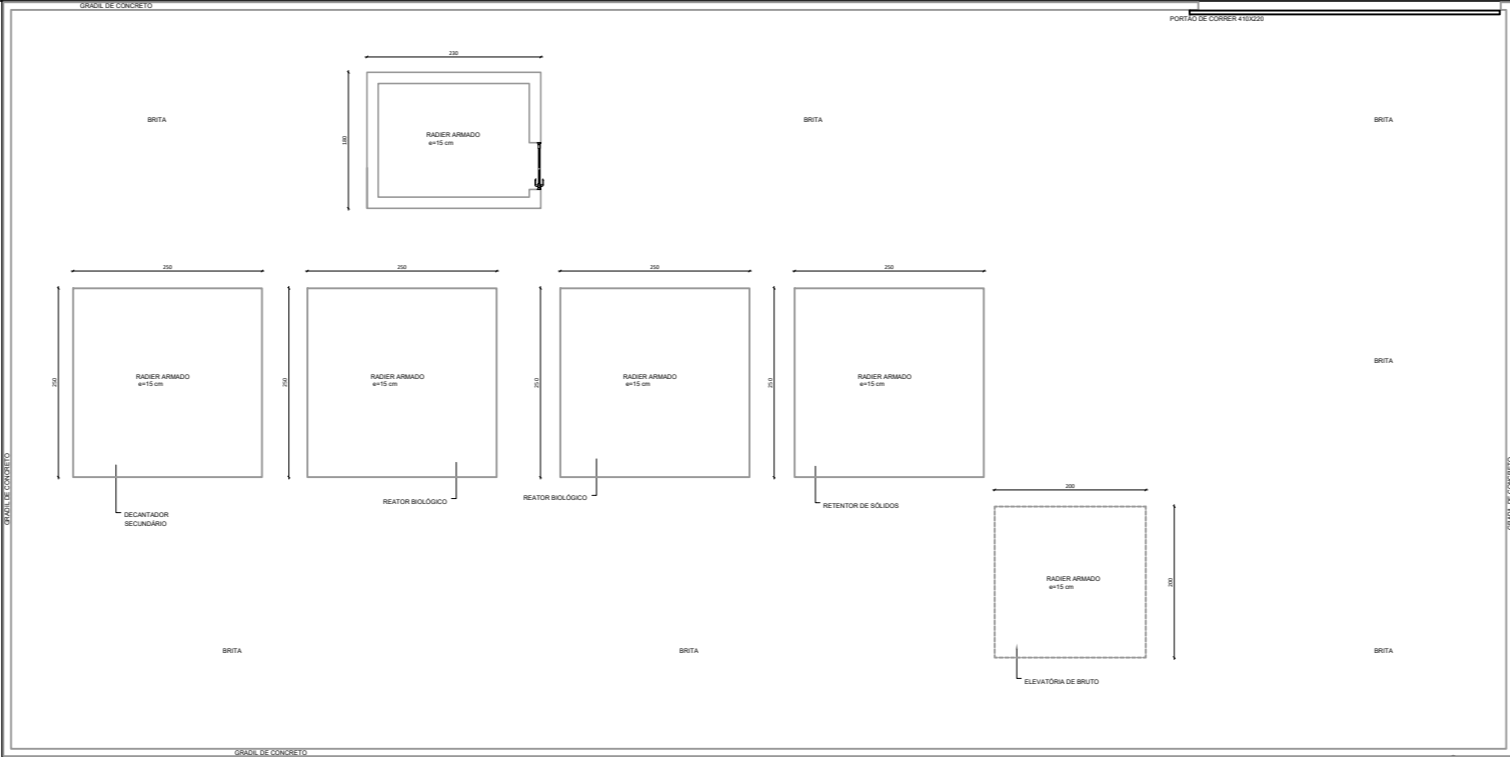 GRADIL DE CONCRETO
PORTÃO DE CORRER 410X220
230
180
RADIER ARMADO
e=15 cm
BRITA
BRITA
BRITA
250
250
250
250
250
250
250
250
RADIER ARMADO
e=15 cm
RADIER ARMADO
e=15 cm
RADIER ARMADO
e=15 cm
RADIER ARMADO
e=15 cm
BRITA
GRADIL DE CONCRETO
GRADIL DE CONCRETO
DECANTADOR
SECUNDÁRIO
REATOR BIOLÓGICO
REATOR BIOLÓGICO
RETENTOR DE SÓLIDOS
200
200
RADIER ARMADO
e=15 cm
ELEVATÓRIA DE BRUTO
BRITA
BRITA
BRITA
GRADIL DE CONCRETO